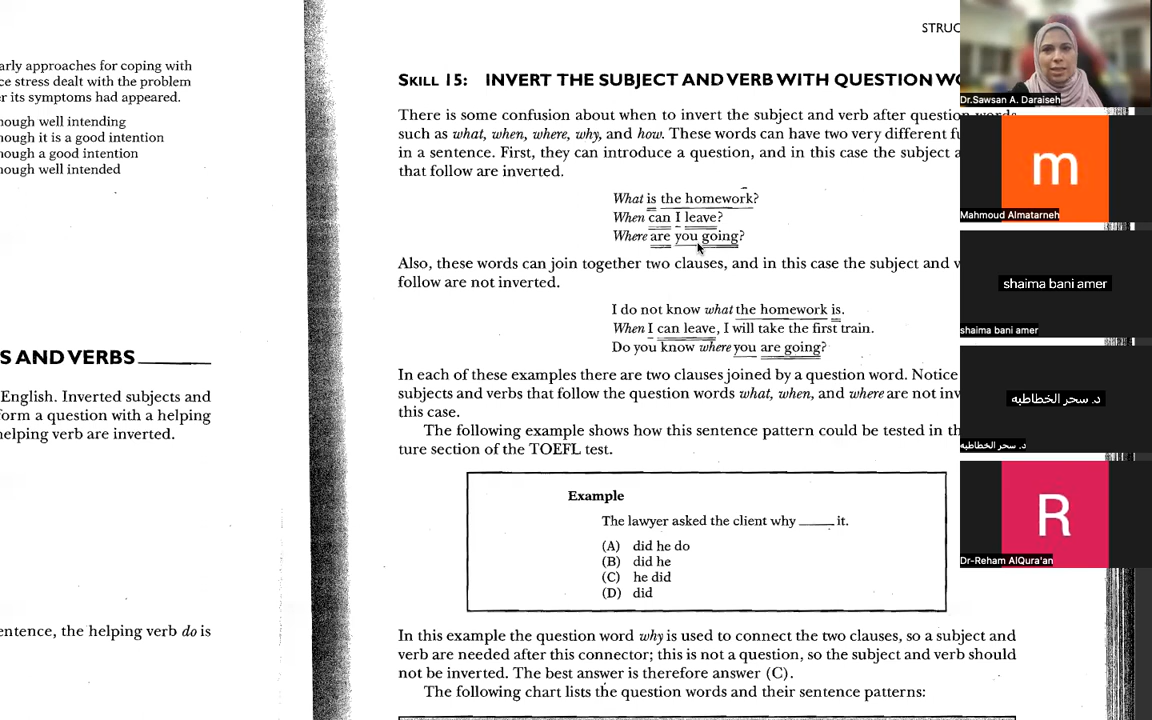 arly approaches for coping with
ce stress dealt with the problem
r its symptoms had appeared.
hough well intending
hough it is a good intention
hough a good intention
hough well intended
S AND VERBS
English. Inverted subjects and
form a question with a helping
helping verb are inverted.
entence, the helping verb do is
STRUC
SKILL 15: INVERT THE SUBJECT AND VERB WITH QUESTION WO
There is some confusion about when to invert the subject and verb after question words
such as what, when, where, why, and how. These words can have two very different fu
in a sentence. First, they can introduce a question, and in this case the subject a
that follow are inverted.
What is the homework?
When can I leave?
Where are you going?
Also, these words can join together two clauses, and in this case the subject and v
follow are not inverted.
I do not know what the homework is.
When I can leave, I will take the first train.
Do you know where you are going?
In each of these examples there are two clauses joined by a question word. Notice
subjects and verbs that follow the question words what, when, and where are not inv
this case.
The following example shows how this sentence pattern could be tested in th
ture section of the TOEFL test.
Example
The lawyer asked the client why _____ it.
(A) did he do
(B) did he
(C) he did
(D) did
In this example the question word why is used to connect the two clauses, so a subject and
verb are needed after this connector; this is not a question, so the subject and verb should
not be inverted. The best answer is therefore answer (C).
The following chart lists the question words and their sentence patterns:
Dr.Sawsan A. Daraiseh
m
Mahmoud Almatarneh
shaima bani amer
shaima bani amer
د. سحر الخطاطبه
د. سحر الخطاطبه
R
Dr-Reham AlQura'an